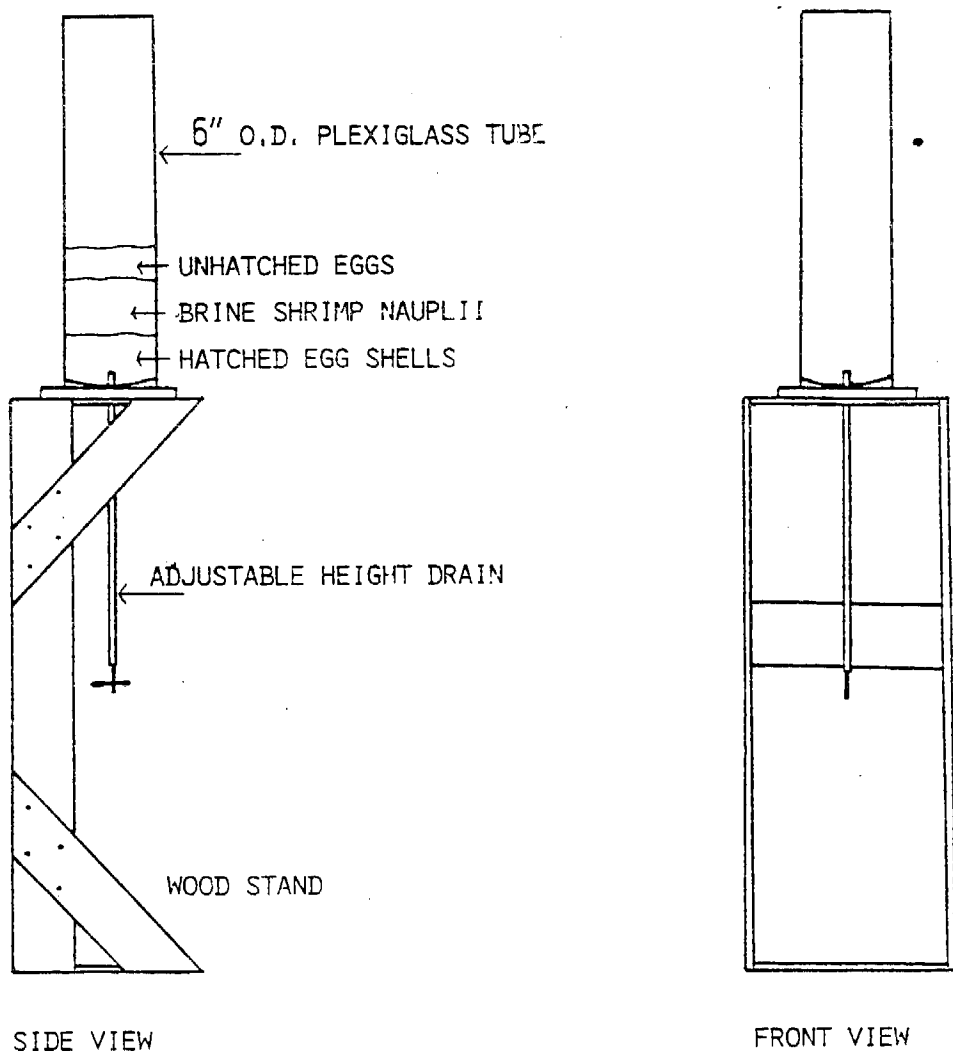 6" O.D. PLEXIGLASS TUBE
UNHATCHED EGGS
BRINE SHRIMP NAUPLII
HATCHED EGG SHELLS
ADJUSTABLE HEIGHT DRAIN
WOOD STAND
SIDE VIEW
FRONT VIEW